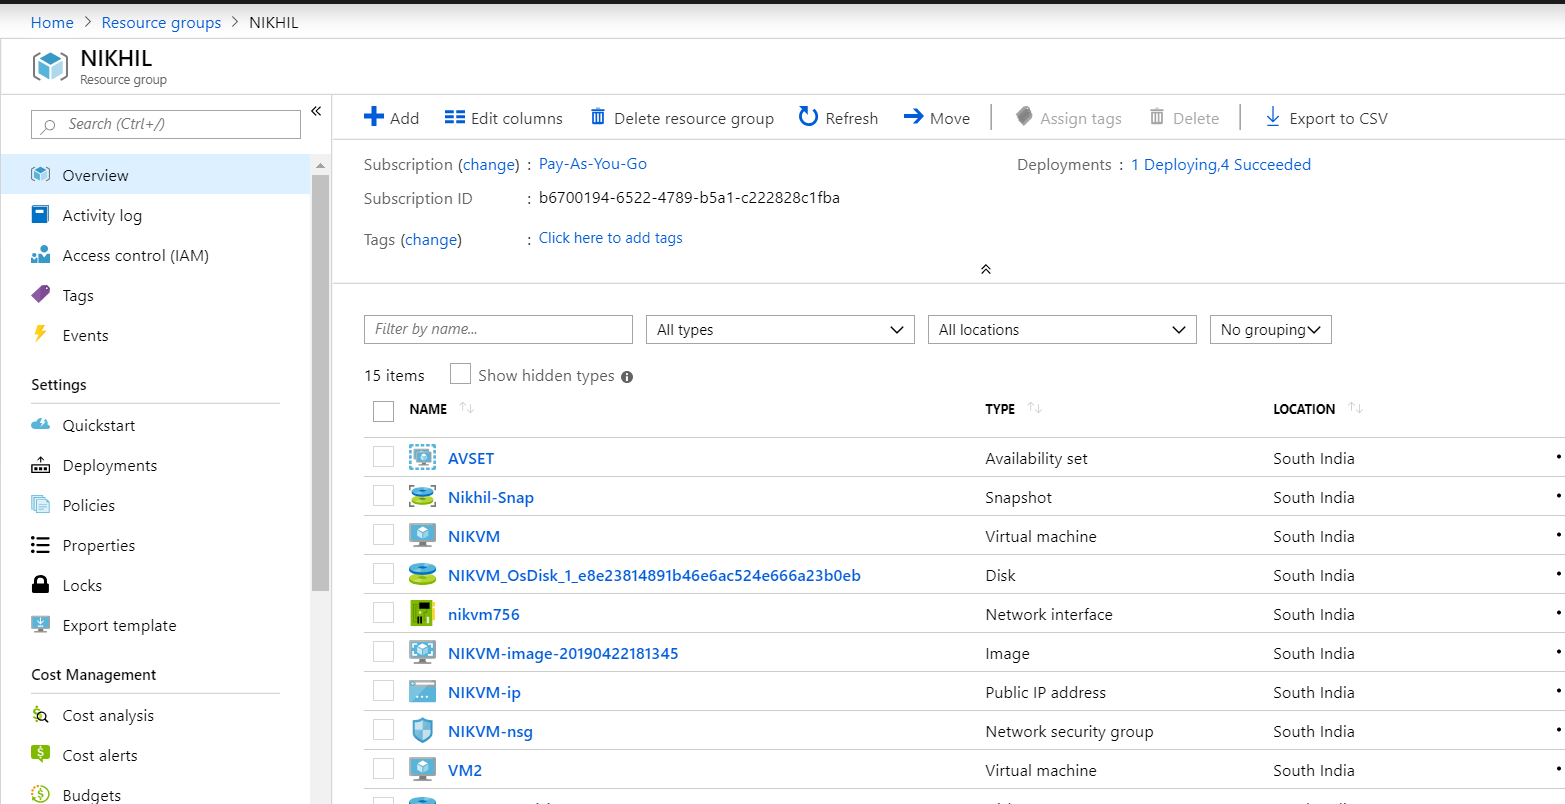 Home > Resource groups > NIKHIL
NIKHIL
Resource group
Search (Ctrl+/)
«
Overview
Activity log
Access control (IAM)
Tags
Events
Settings
Quickstart
Deployments
Policies
Properties
Locks
Export template
Cost Management
Cost analysis
Cost alerts
Budgets
Add Edit columns Delete resource group Refresh Move Assign tags Delete Export to CSV
Subscription (change) : Pay-As-You-Go Deployments : 1 Deploying,4 Succeeded
Subscription ID : b6700194-6522-4789-b5a1-c222828c1fba
Tags (change) : Click here to add tags
Filter by name... All types All locations No grouping
15 items Show hidden types
NAME TYPE LOCATION
AVSET Availability set South India
Nikhil-Snap Snapshot South India
NIKVM Virtual machine South India
NIKVM_OsDisk_1_e8e23814891b46e6ac524e666a23b0eb Disk South India
nikvm756 Network interface South India
NIKVM-image-20190422181345 Image South India
NIKVM-ip Public IP address South India
NIKVM-nsg Network security group South India
VM2 Virtual machine South India